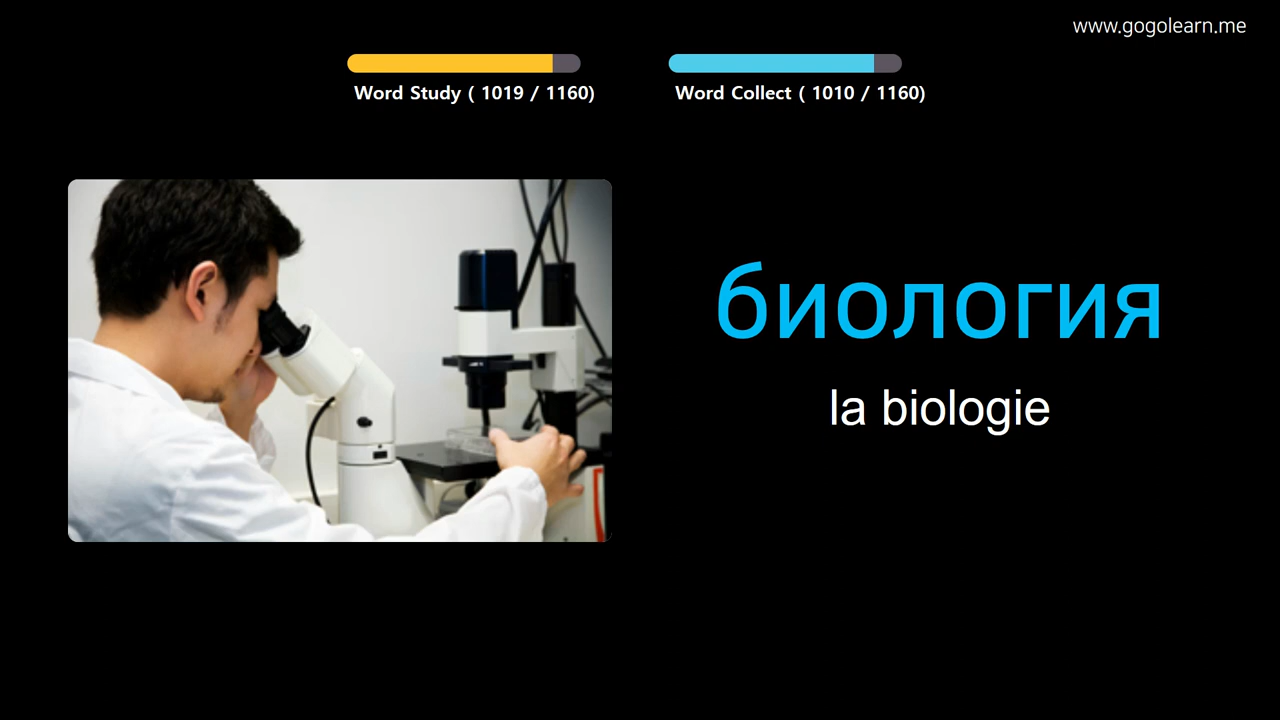 www.gogolearn.me
Word Study ( 1019 / 1160)
Word Collect ( 1010 / 1160)
биология
la biologie